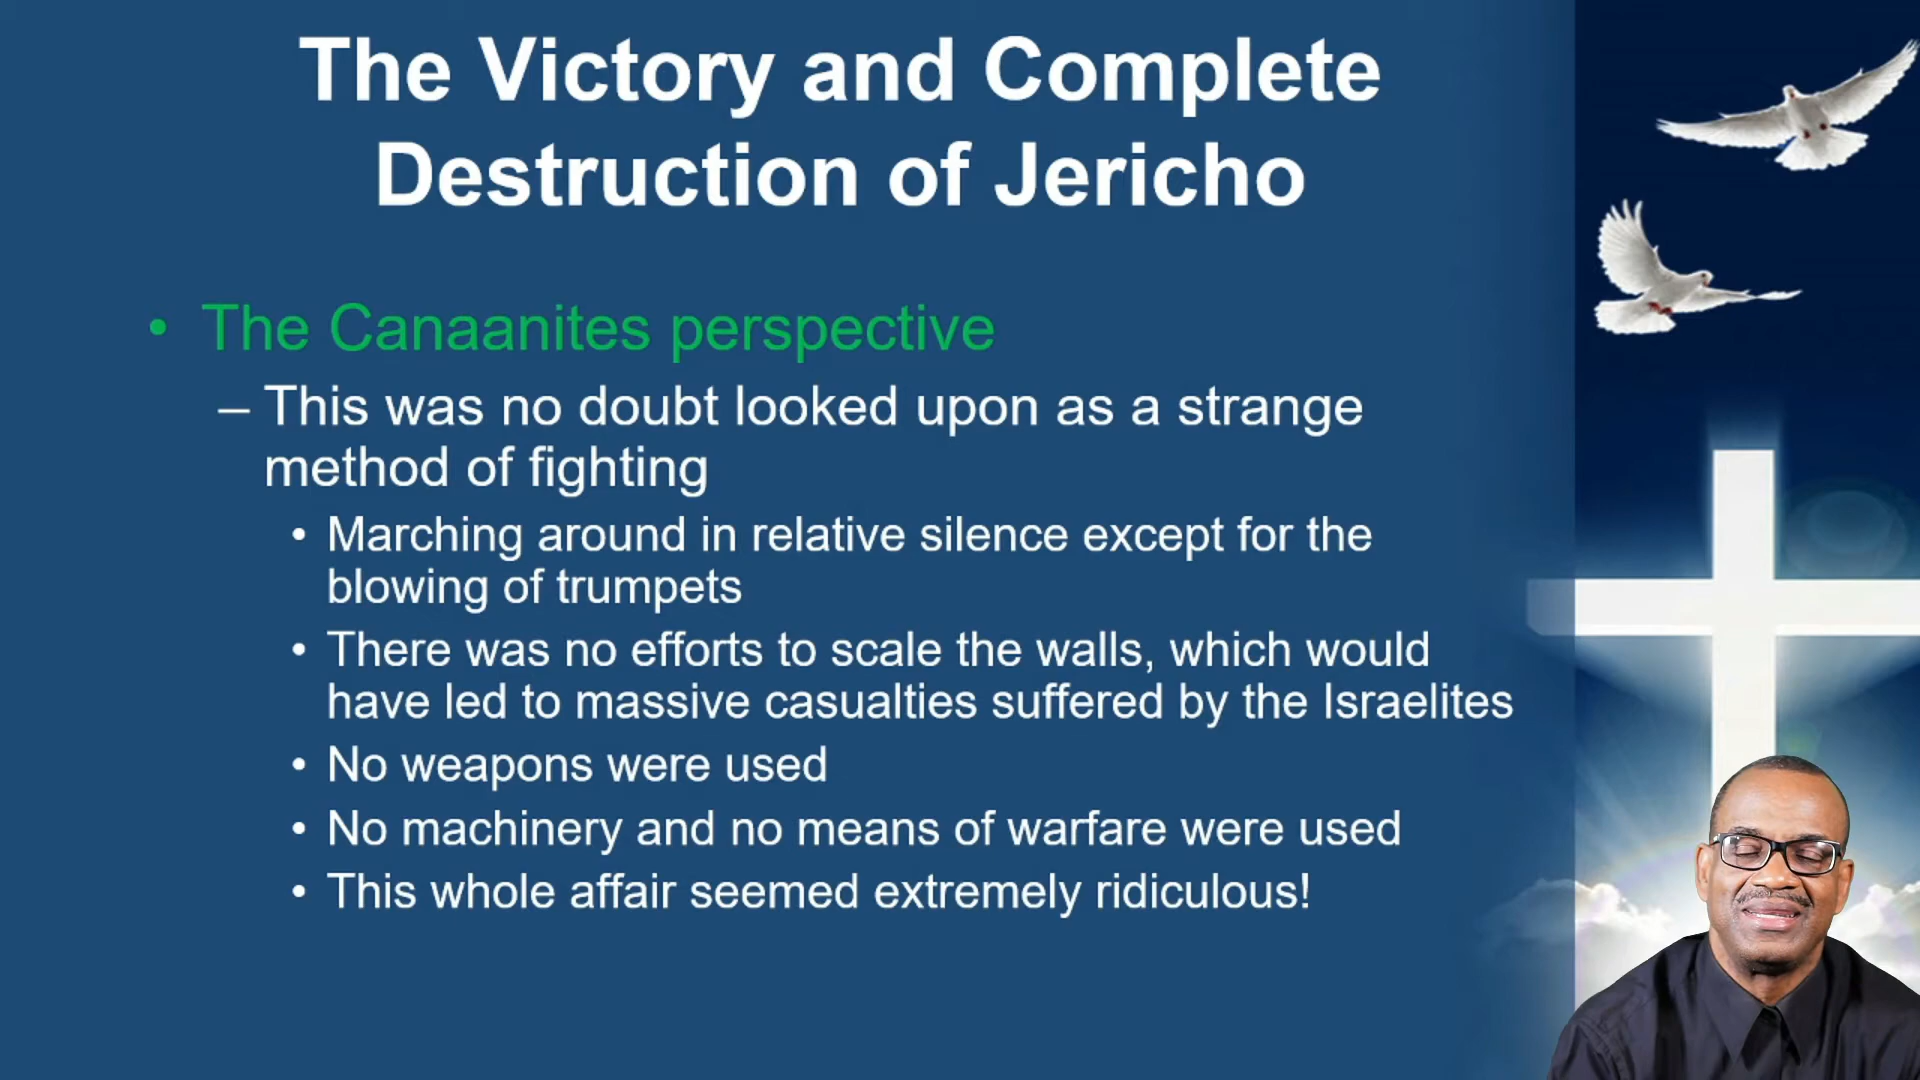 The Victory and Complete
Destruction of Jericho
• The Canaanites perspective
– This was no doubt looked upon as a strange
method of fighting
• Marching around in relative silence except for the
blowing of trumpets
• There was no efforts to scale the walls, which would
have led to massive casualties suffered by the Israelites
• No weapons were used
• No machinery and no means of warfare were used
• This whole affair seemed extremely ridiculous!